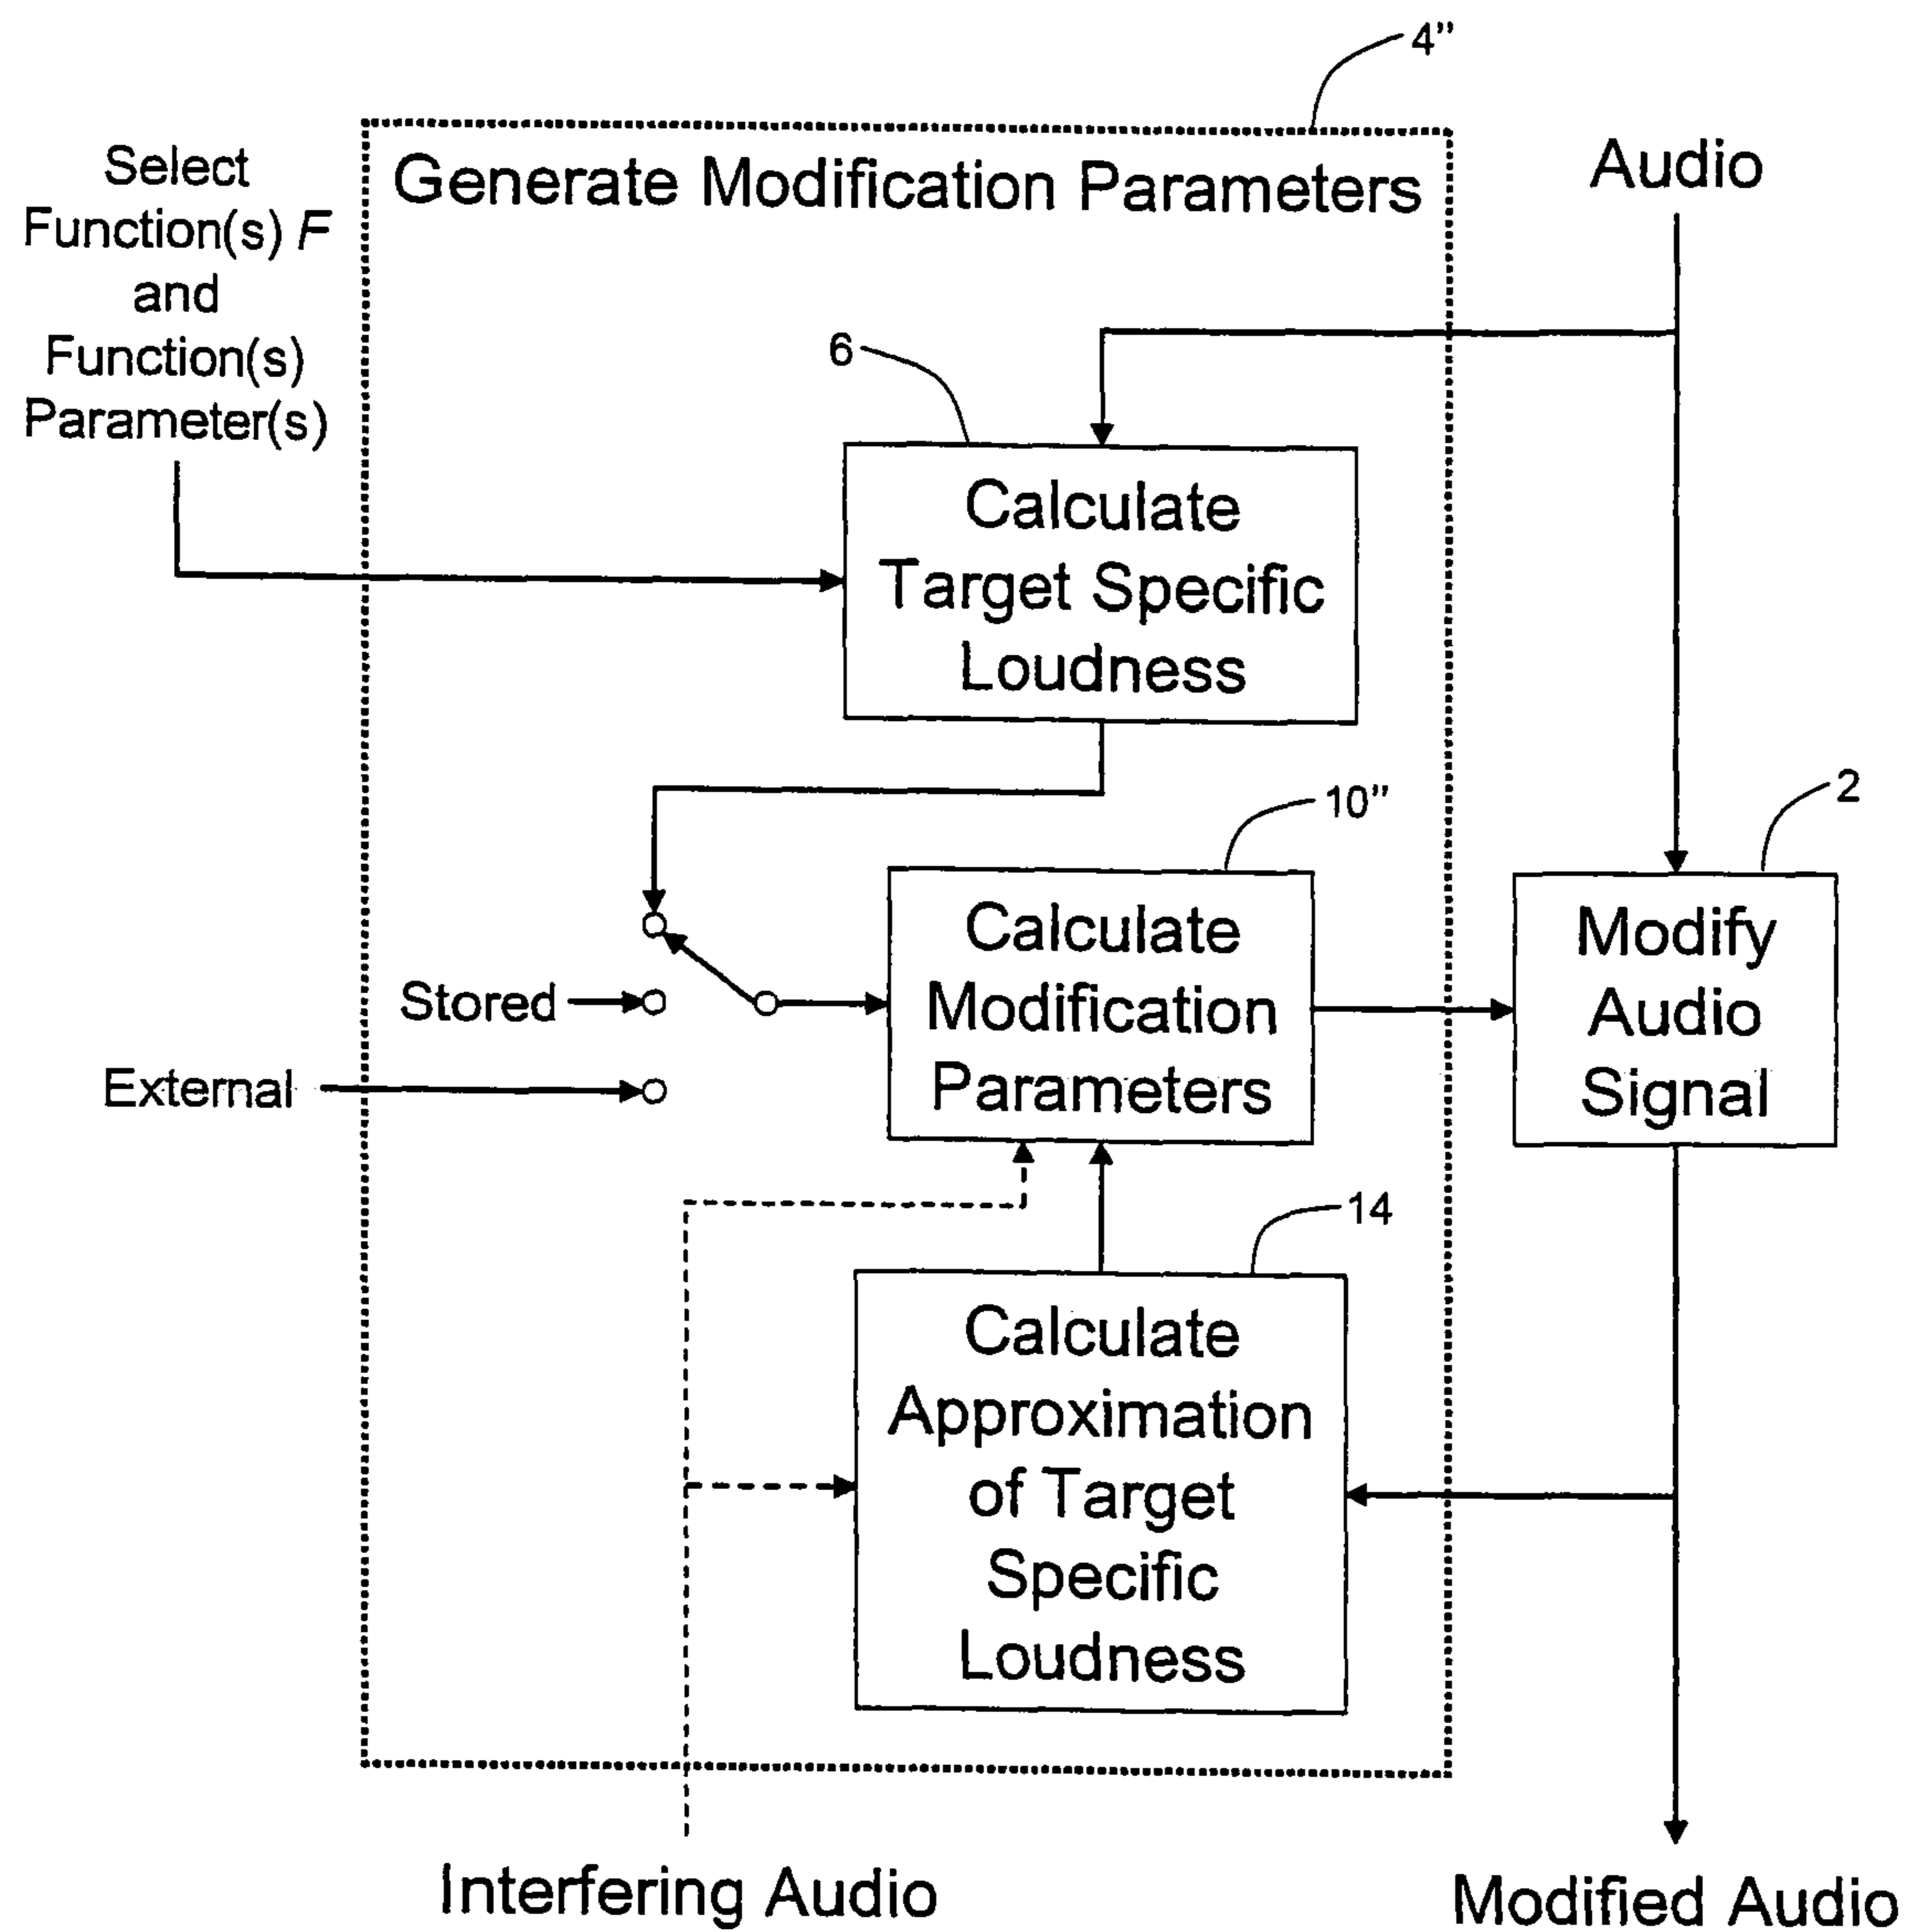 4”
Select
Function(s) F
and
Function(s)
Parameter(s)
Generate Modification Parameters
Audio
6
Calculate
Target Specific
Loudness
10”
2
Calculate
Modification
Parameters
Modify
Audio
Signal
Stored
External
14
Calculate
Approximation
of Target
Specific
Loudness
Interfering Audio
Modified Audio